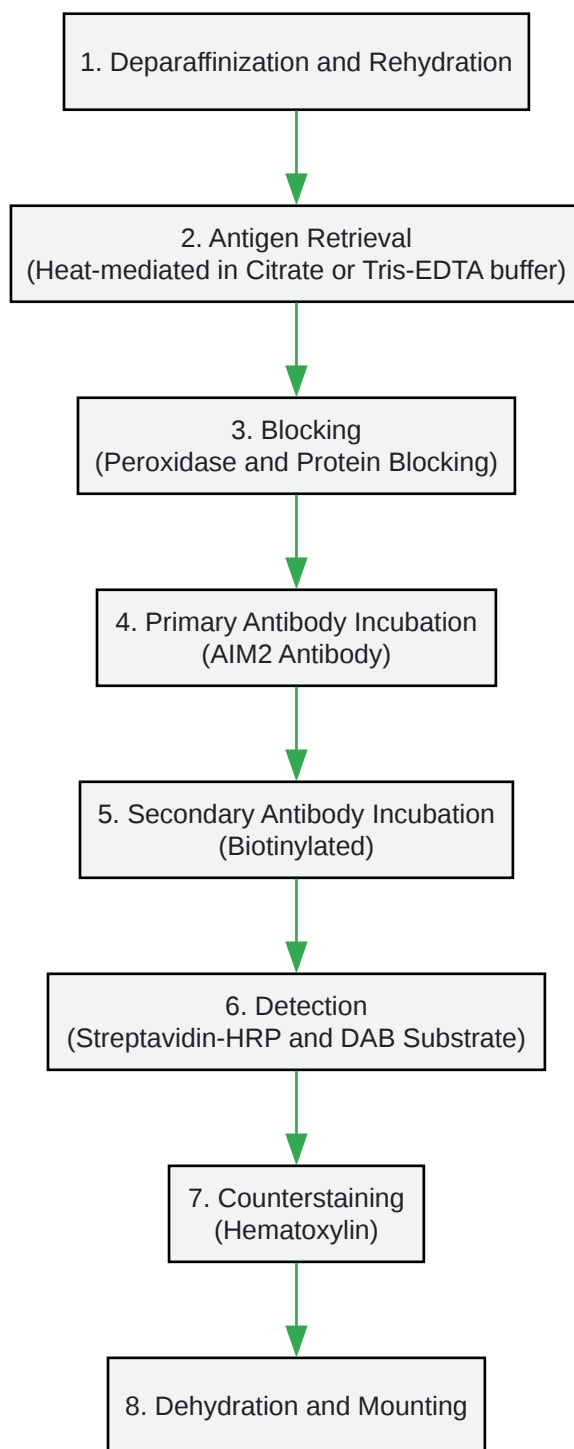 1. Deparaffinization and Rehydration
2. Antigen Retrieval
(Heat-mediated in Citrate or Tris-EDTA buffer)
3. Blocking
(Peroxidase and Protein Blocking)
4. Primary Antibody Incubation
(AIM2 Antibody)
5. Secondary Antibody Incubation
(Biotinylated)
6. Detection
(Streptavidin-HRP and DAB Substrate)
7. Counterstaining
(Hematoxylin)
8. Dehydration and Mounting